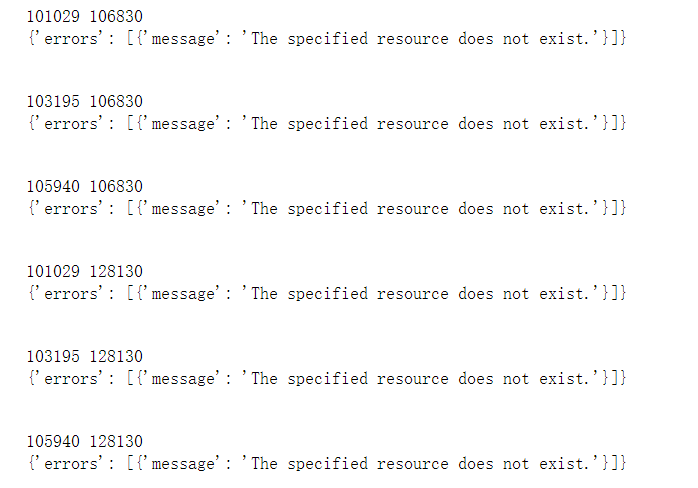 101029 106830
{'errors': [{'message': 'The specified resource does not exist.'}]}
103195 106830
{'errors': [{'message': 'The specified resource does not exist.'}]}
105940 106830
{'errors': [{'message': 'The specified resource does not exist.'}]}
101029 128130
{'errors': [{'message': 'The specified resource does not exist.'}]}
103195 128130
{'errors': [{'message': 'The specified resource does not exist.'}]}
105940 128130
{'errors': [{'message': 'The specified resource does not exist.'}]}